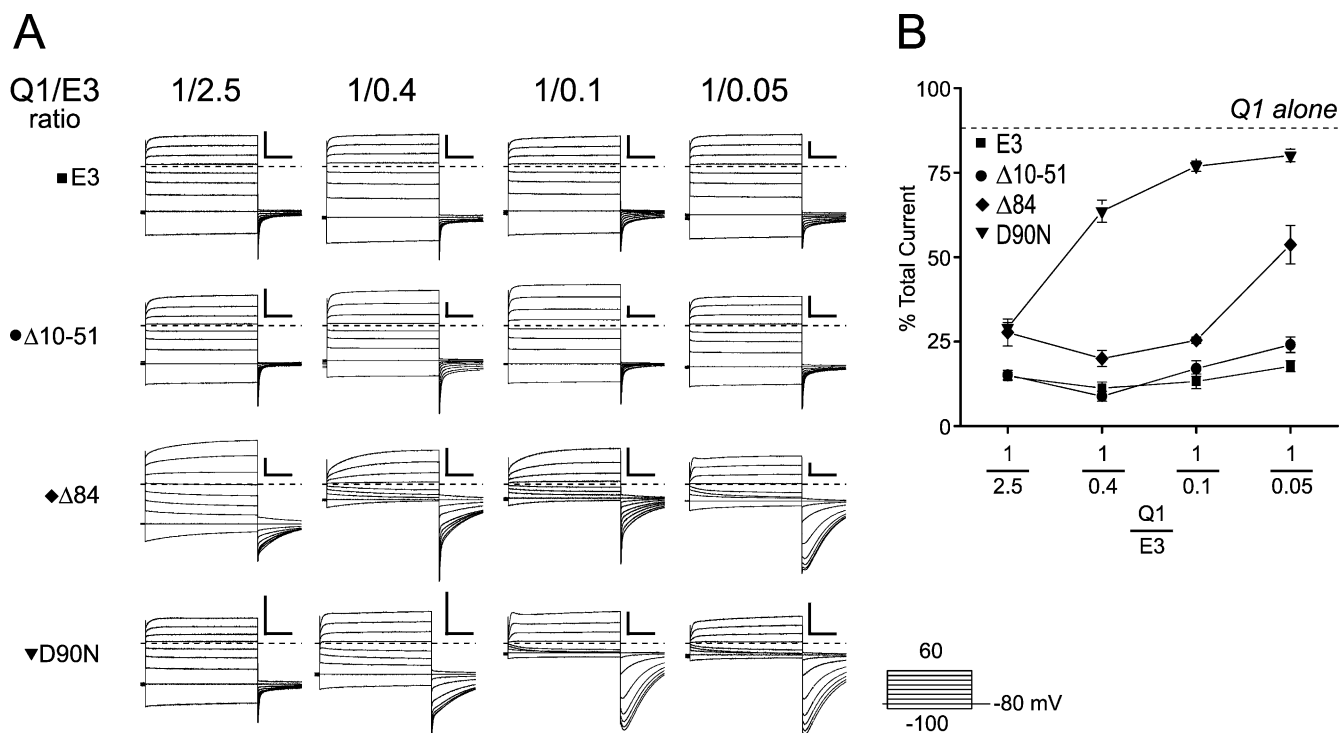 A
Q1/E3 ratio
1/2.5 1/0.4 1/0.1 1/0.05
■E3
●Δ10-51
◆Δ84
▼D90N
60
-80 mV
-100
B
% Total Current
100
75
50
25
0
Q1 alone
■ E3
● Δ10-51
◆ Δ84
▼ D90N
1 1 1 1
2.5 0.4 0.1 0.05
Q1
E3